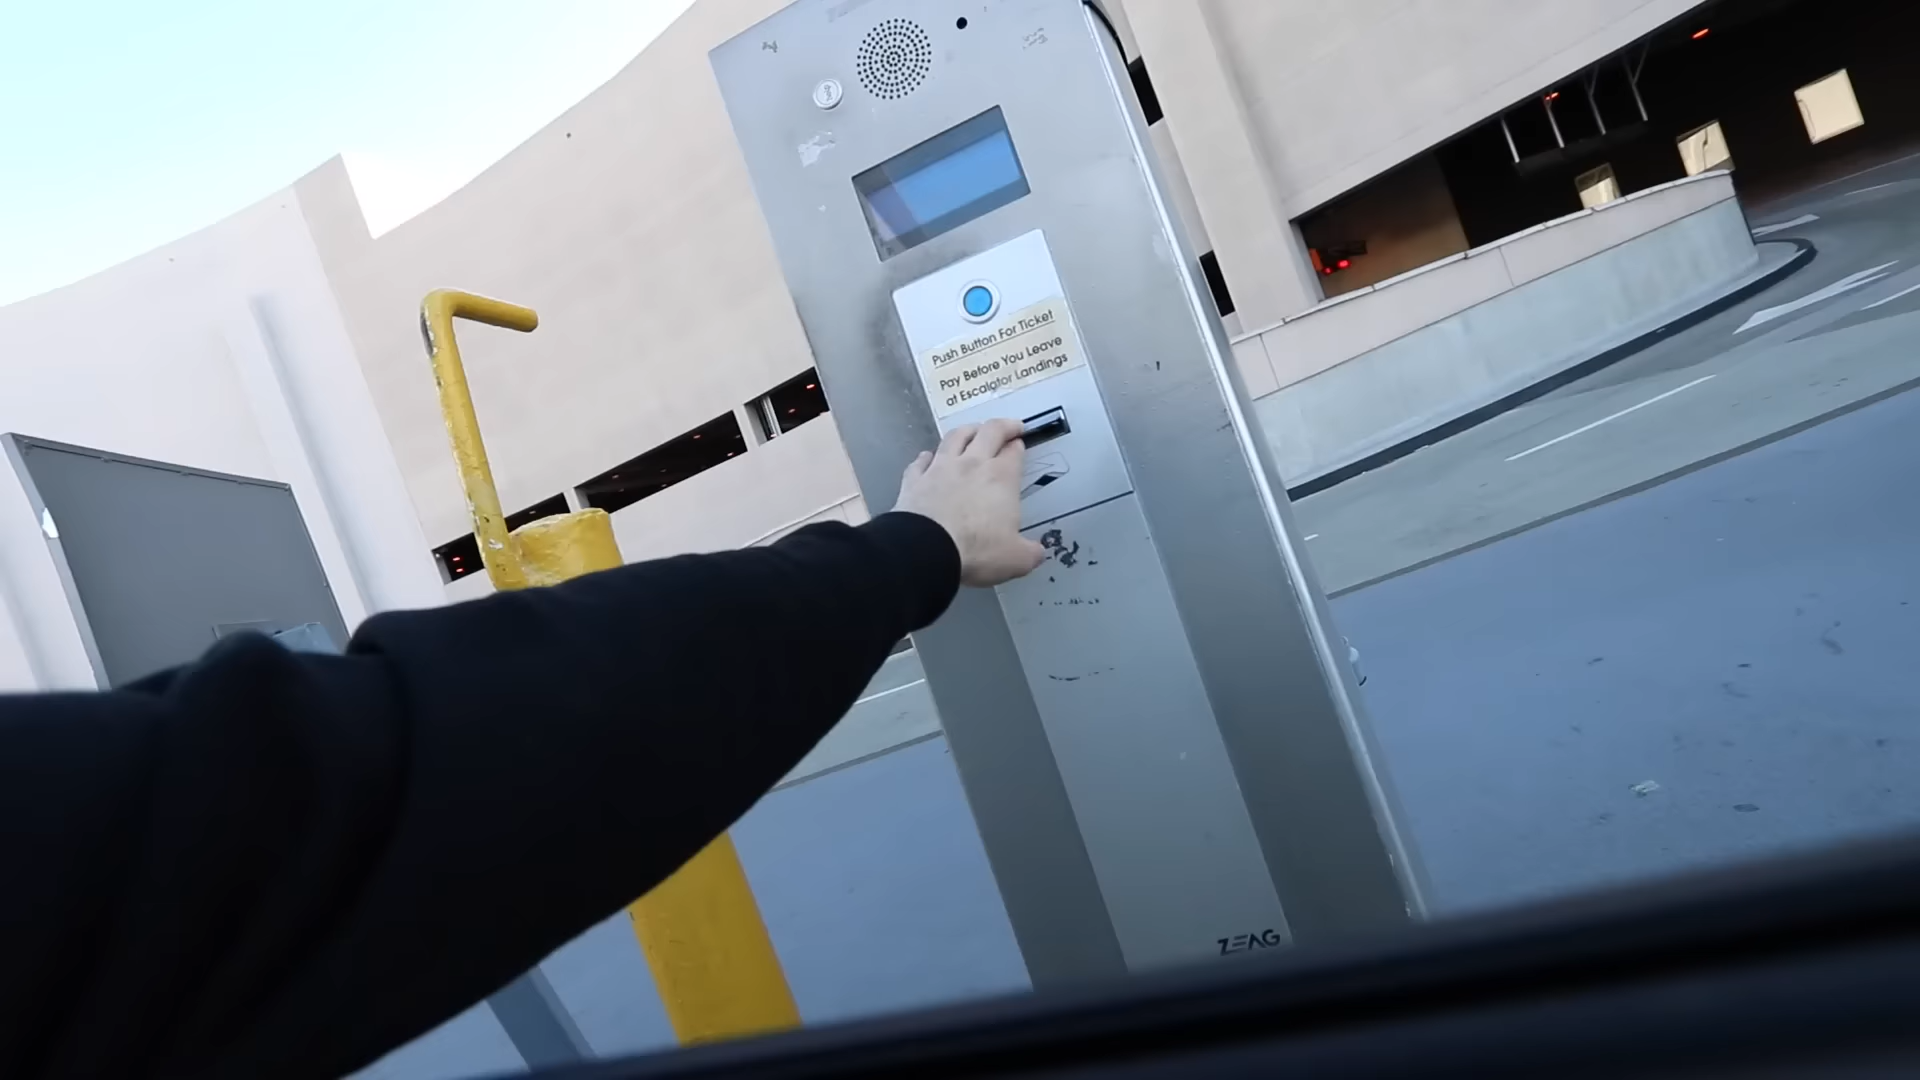 Push Button For Ticket
Pay Before You Leave
at Escalator Landings
ZEAG